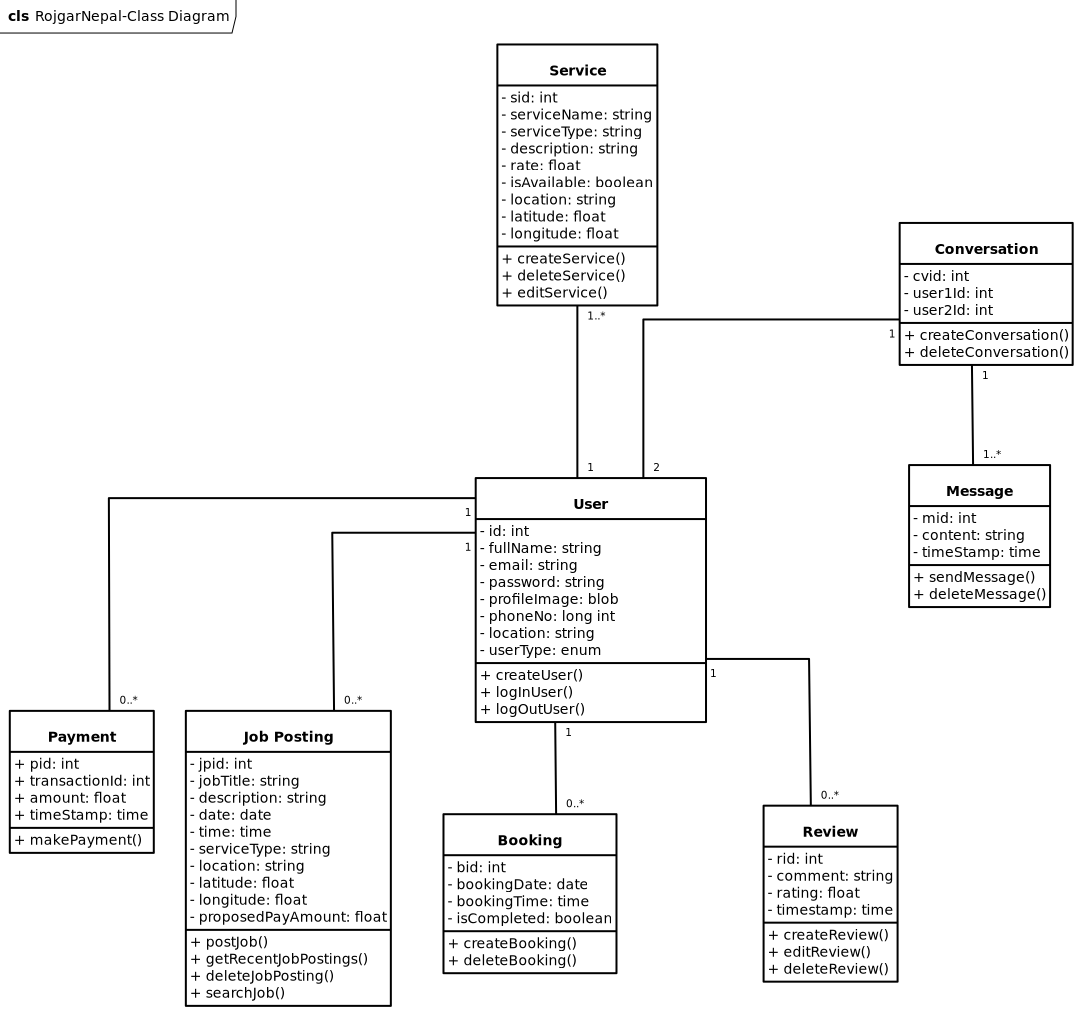 cls RojgarNepal-Class Diagram
Service
- sid: int
- serviceName: string
- serviceType: string
- description: string
- rate: float
- isAvailable: boolean
- location: string
- latitude: float
- longitude: float
+ createService()
+ deleteService()
+ editService()
1..*
Conversation
- cvid: int
- user1Id: int
- user2Id: int
+ createConversation()
+ deleteConversation()
1
1
1..*
Message
- mid: int
- content: string
- timeStamp: time
+ sendMessage()
+ deleteMessage()
1
2
User
- id: int
- fullName: string
- email: string
- password: string
- profileImage: blob
- phoneNo: long int
- location: string
- userType: enum
+ createUser()
+ logInUser()
+ logOutUser()
1
1
1
1
0..*
Payment
+ pid: int
+ transactionId: int
+ amount: float
+ timeStamp: time
+ makePayment()
0..*
Job Posting
- jpid: int
- jobTitle: string
- description: string
- date: date
- time: time
- serviceType: string
- location: string
- latitude: float
- longitude: float
- proposedPayAmount: float
+ postJob()
+ getRecentJobPostings()
+ deleteJobPosting()
+ searchJob()
0..*
Booking
- bid: int
- bookingDate: date
- bookingTime: time
- isCompleted: boolean
+ createBooking()
+ deleteBooking()
0..*
Review
- rid: int
- comment: string
- rating: float
- timestamp: time
+ createReview()
+ editReview()
+ deleteReview()